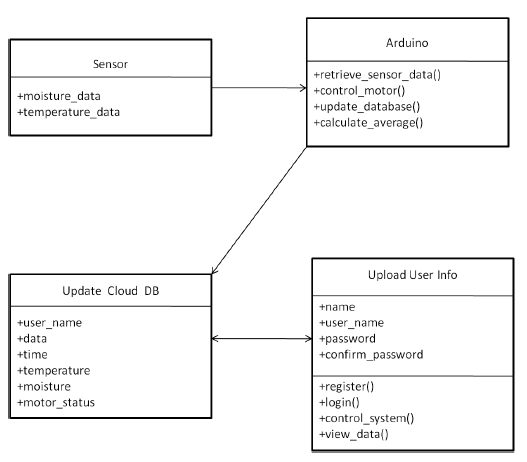 Sensor
+moisture_data
+temperature_data
Arduino
+retrieve_sensor_data()
+control_motor()
+update_database()
+calculate_average()
Update Cloud DB
+user_name
+data
+time
+temperature
+moisture
+motor_status
Upload User Info
+name
+user_name
+password
+confirm_password
+register()
+login()
+control_system()
+view_data()